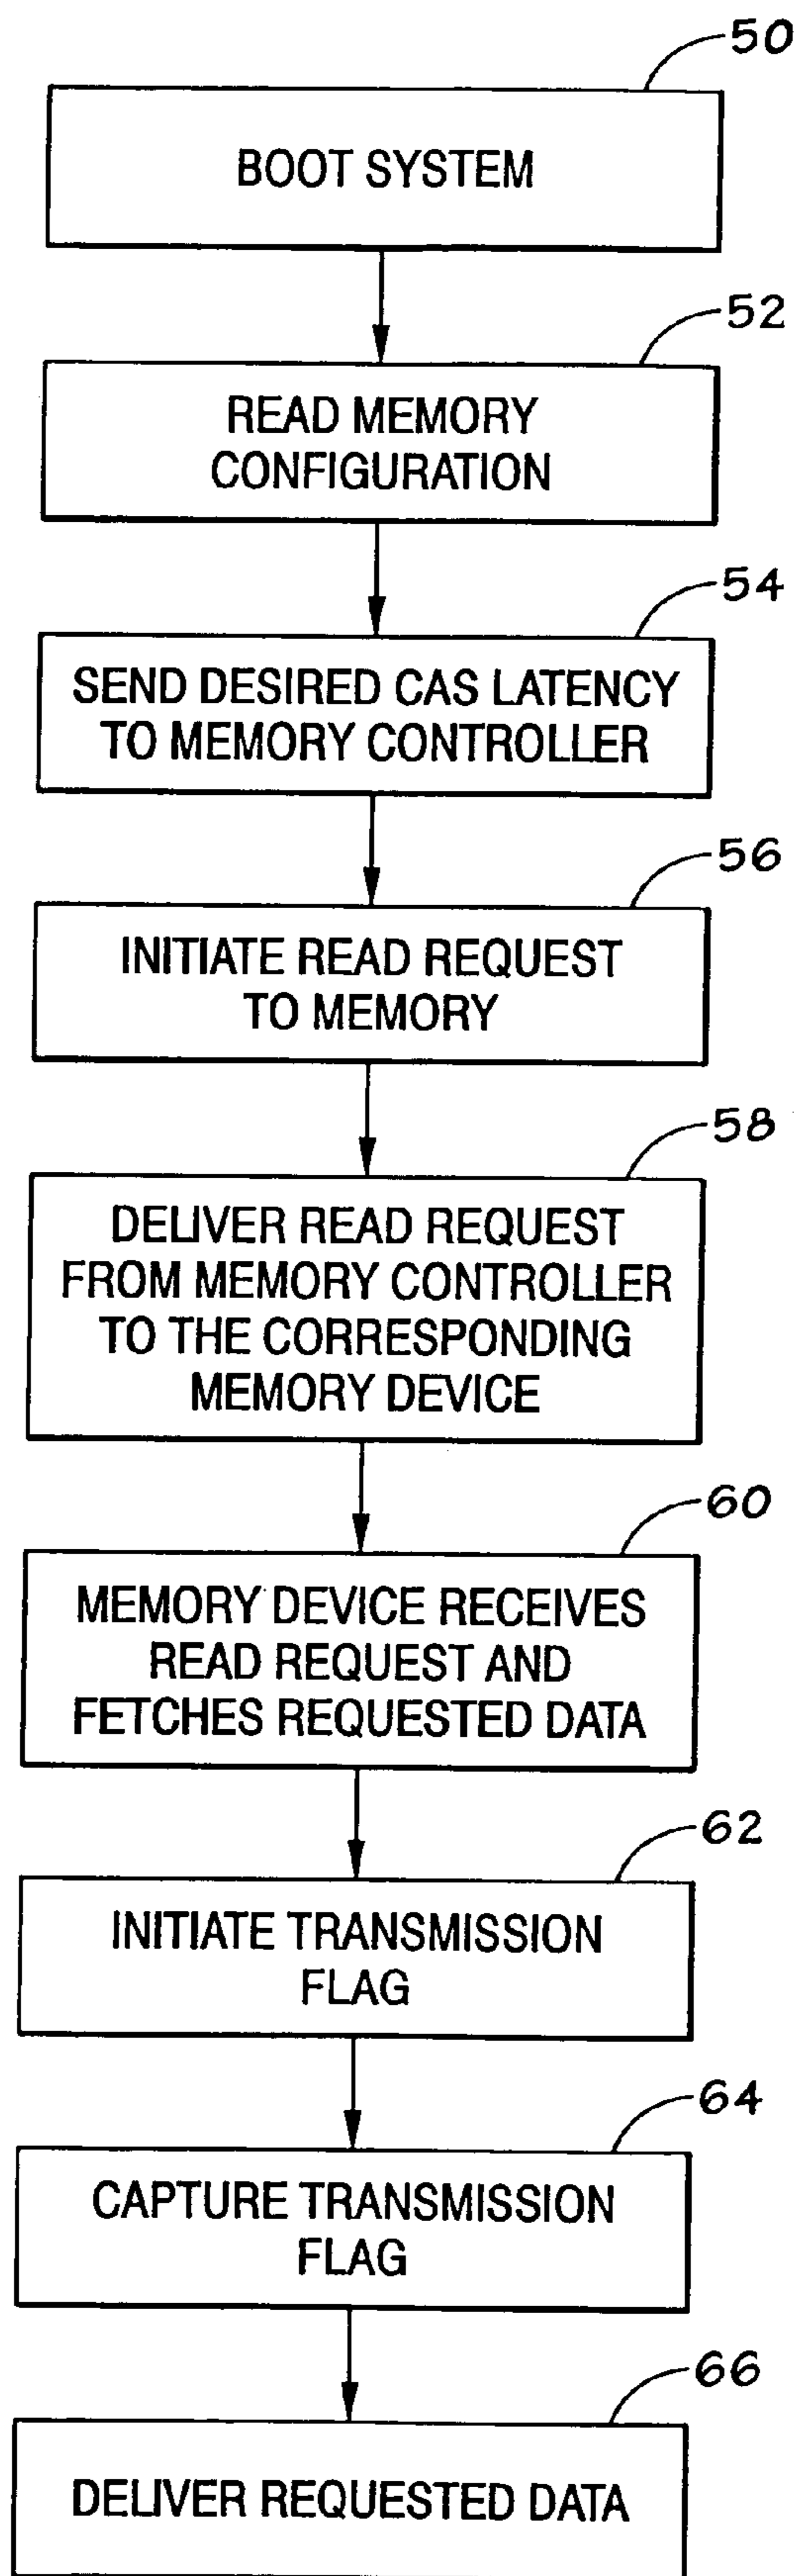 50
BOOT SYSTEM
52
READ MEMORY
CONFIGURATION
54
SEND DESIRED CAS LATENCY
TO MEMORY CONTROLLER
56
INITIATE READ REQUEST
TO MEMORY
58
DELIVER READ REQUEST
FROM MEMORY CONTROLLER
TO THE CORRESPONDING
MEMORY DEVICE
60
MEMORY DEVICE RECEIVES
READ REQUEST AND
FETCHES REQUESTED DATA
62
INITIATE TRANSMISSION
FLAG
64
CAPTURE TRANSMISSION
FLAG
66
DELIVER REQUESTED DATA